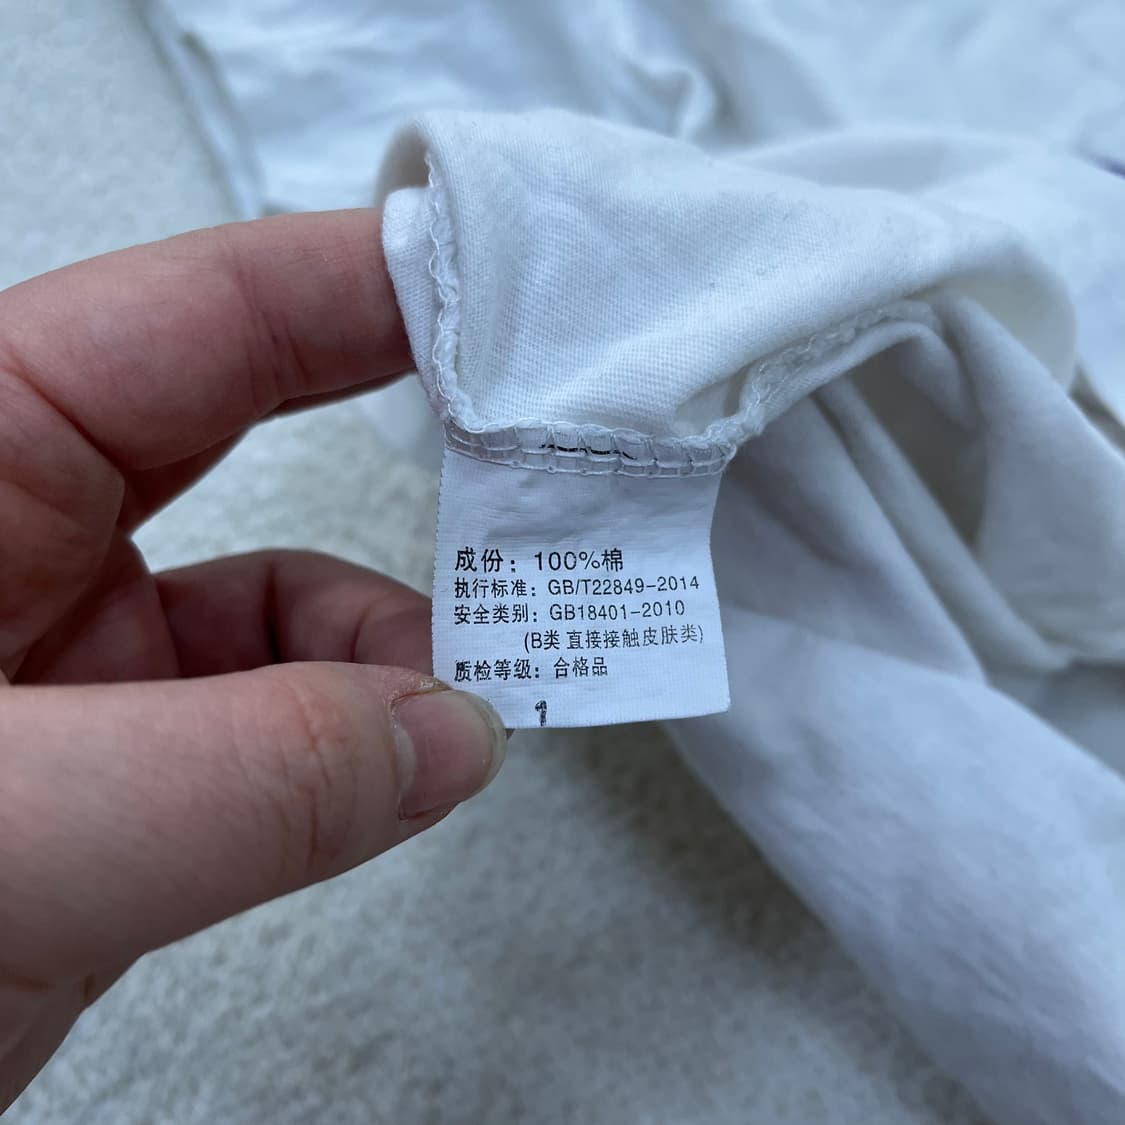 成份：100%棉
执行标准：GB/T22849-2014
安全类别：GB18401-2010
(B类 直接接触皮肤类)
质检等级：合格品
1